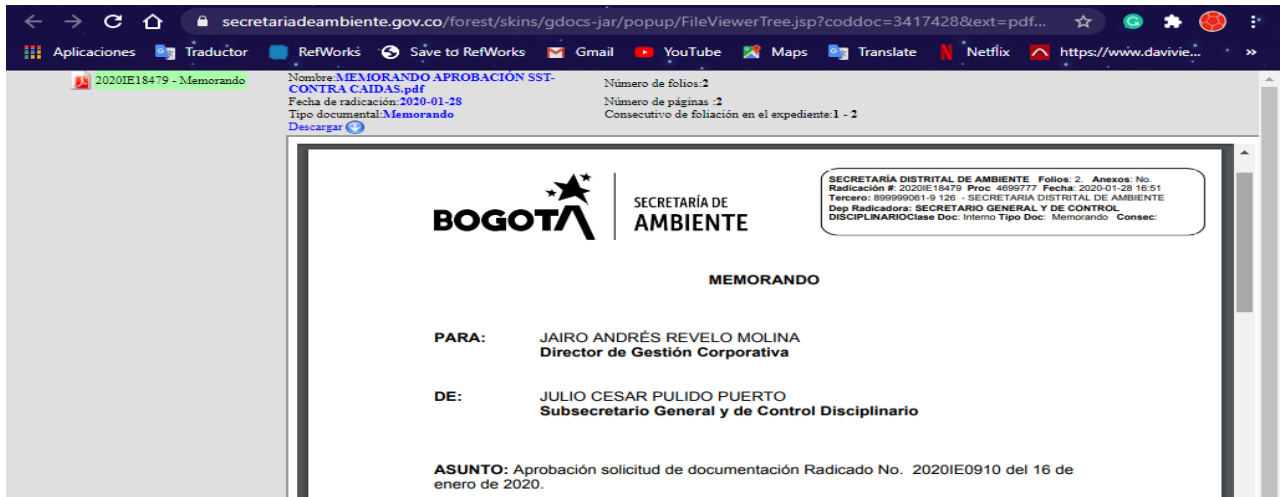 secretariadeambiente.gov.co/forest/skins/gdocs-jar/popup/FileViewerTree.jsp?coddoc=3417428&ext=pdf...
Aplicaciones Traductor RefWorks Save to RefWorks Gmail YouTube Maps Translate Netflix https://www.davivie... »
2020IE18479 - Memorando
Nombre:MEMORANDO APROBACIÓN SST-
CONTRA CAIDAS.pdf
Fecha de radicación:2020-01-28
Tipo documental:Memorando
Descargar
Número de folios:2
Número de páginas :2
Consecutivo de foliación en el expediente:1 - 2
BOGOTÁ
SECRETARÍA DE
AMBIENTE
SECRETARÍA DISTRITAL DE AMBIENTE Folios: 2. Anexos: No.
Radicación #: 2020IE18479 Proc 4699777 Fecha: 2020-01-28 16:51
Tercero: 899999061-9 126 - SECRETARIA DISTRITAL DE AMBIENTE
Dep Radicadora: SECRETARIO GENERAL Y DE CONTROL
DISCIPLINARIOClase Doc: Interno Tipo Doc: Memorando Consec:
MEMORANDO
PARA: JAIRO ANDRÉS REVELO MOLINA
Director de Gestión Corporativa
DE: JULIO CESAR PULIDO PUERTO
Subsecretario General y de Control Disciplinario
ASUNTO: Aprobación solicitud de documentación Radicado No. 2020IE0910 del 16 de
enero de 2020.